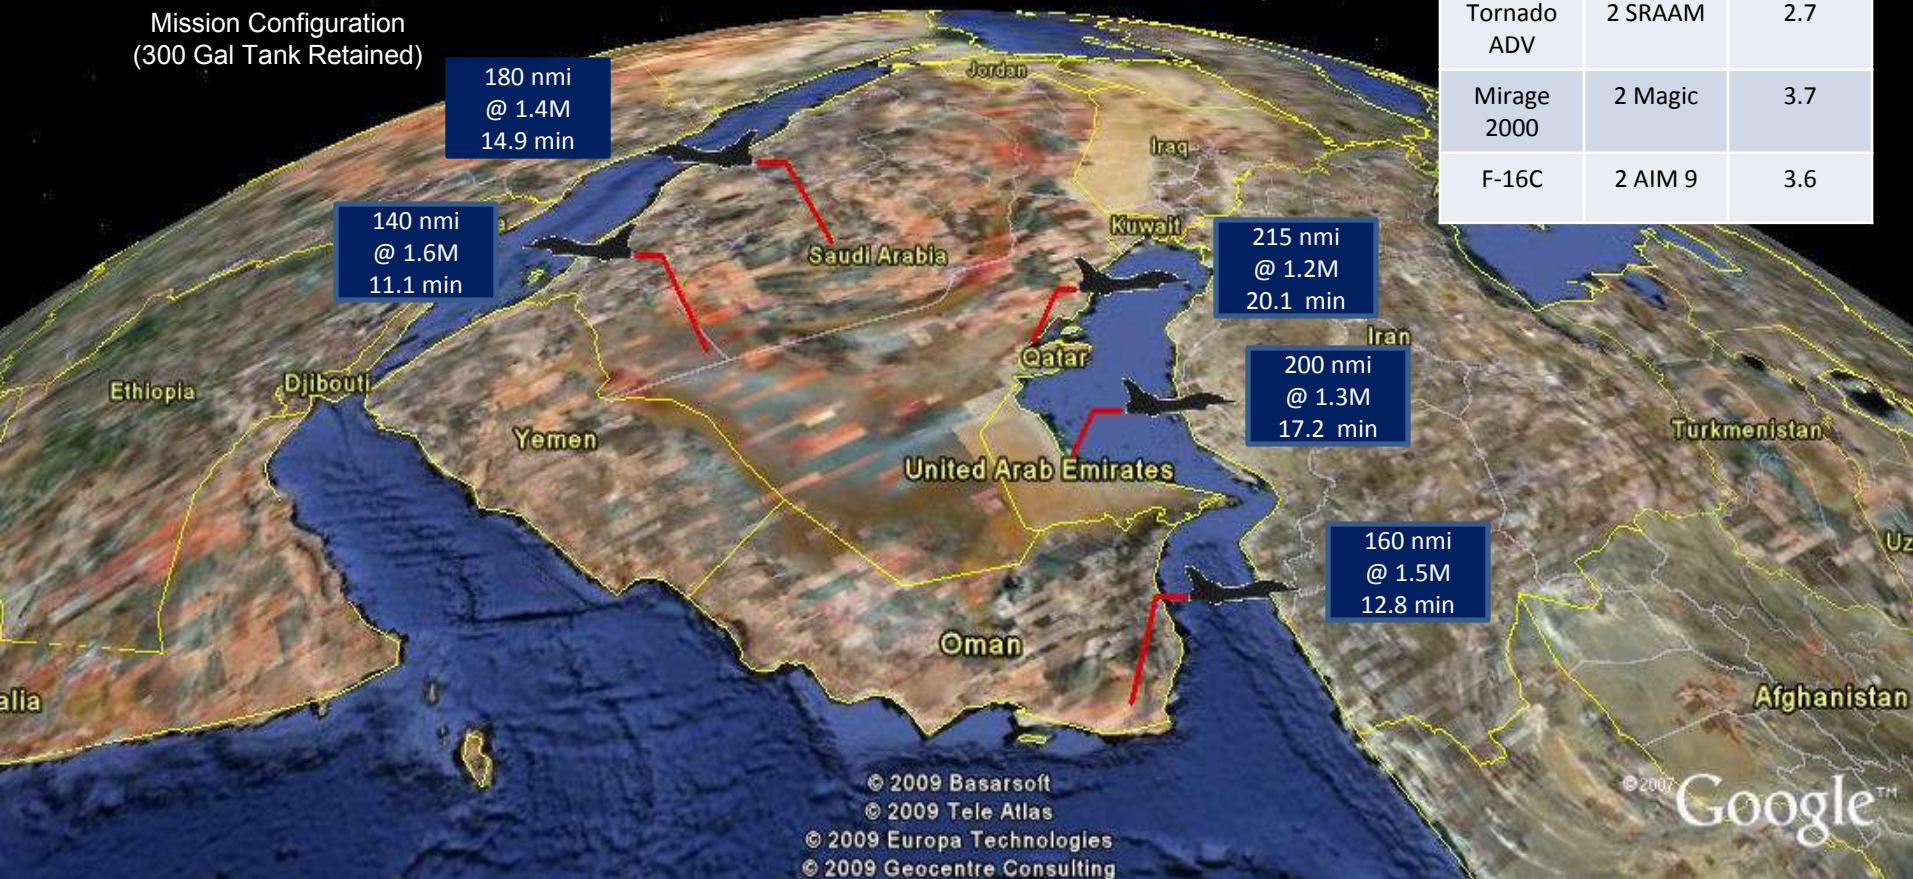 Mission Configuration
(300 Gal Tank Retained)
Tornado ADV
2 SRAAM
2.7
Mirage 2000
2 Magic
3.7
F-16C
2 AIM 9
3.6
180 nmi
@ 1.4M
14.9 min
140 nmi
@ 1.6M
11.1 min
215 nmi
@ 1.2M
20.1 min
200 nmi
@ 1.3M
17.2 min
160 nmi
@ 1.5M
12.8 min
Jordan
Iraq
Kuwait
Saudi Arabia
Iran
Qatar
Ethiopia
Djibouti
Yemen
United Arab Emirates
Turkmenistan
Uz
Oman
Afghanistan
alia
© 2009 Basarsoft
© 2009 Tele Atlas
© 2009 Europa Technologies
© 2009 Geocentre Consulting
©2007 Google™